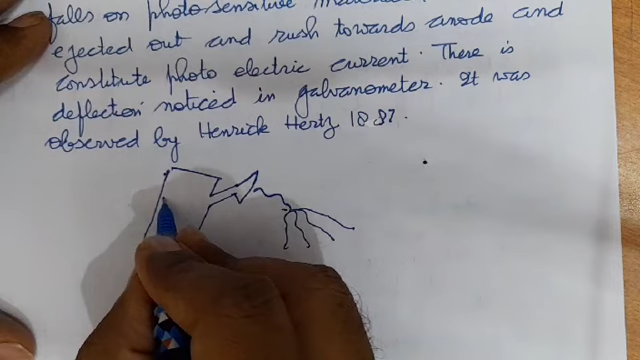 falls on photosensitive
ejected out and rush towards anode and
constitute photo electric current. There is
deflection noticed in galvanometer. It was
observed by Henrick Hertz 1887.